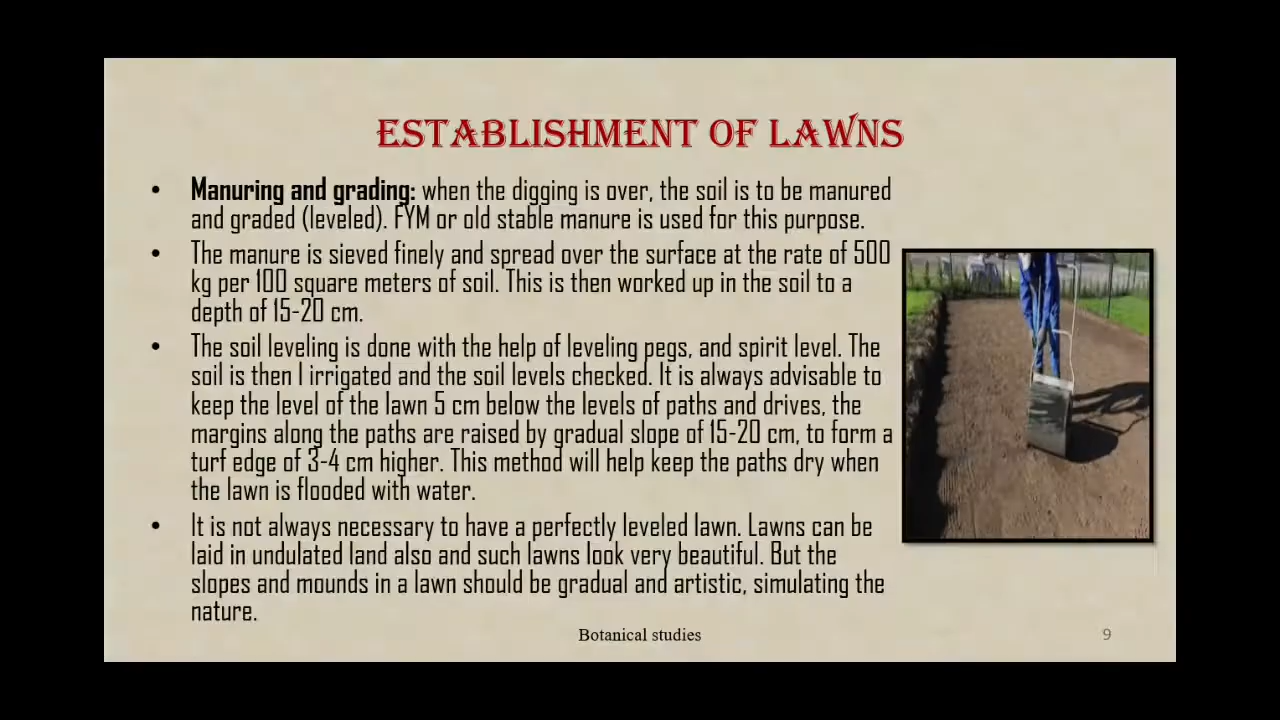 ESTABLISHMENT OF LAWNS
• Manuring and grading: when the digging is over, the soil is to be manured
and graded (leveled). FYM or old stable manure is used for this purpose.
• The manure is sieved finely and spread over the surface at the rate of 500
kg per 100 square meters of soil. This is then worked up in the soil to a
depth of 15-20 cm.
• The soil leveling is done with the help of leveling pegs, and spirit level. The
soil is then I irrigated and the soil levels checked. It is always advisable to
keep the level of the lawn 5 cm below the levels of paths and drives, the
margins along the paths are raised by gradual slope of 15-20 cm, to form a
turf edge of 3-4 cm higher. This method will help keep the paths dry when
the lawn is flooded with water.
• It is not always necessary to have a perfectly leveled lawn. Lawns can be
laid in undulated land also and such lawns look very beautiful. But the
slopes and mounds in a lawn should be gradual and artistic, simulating the
nature.
Botanical studies
9